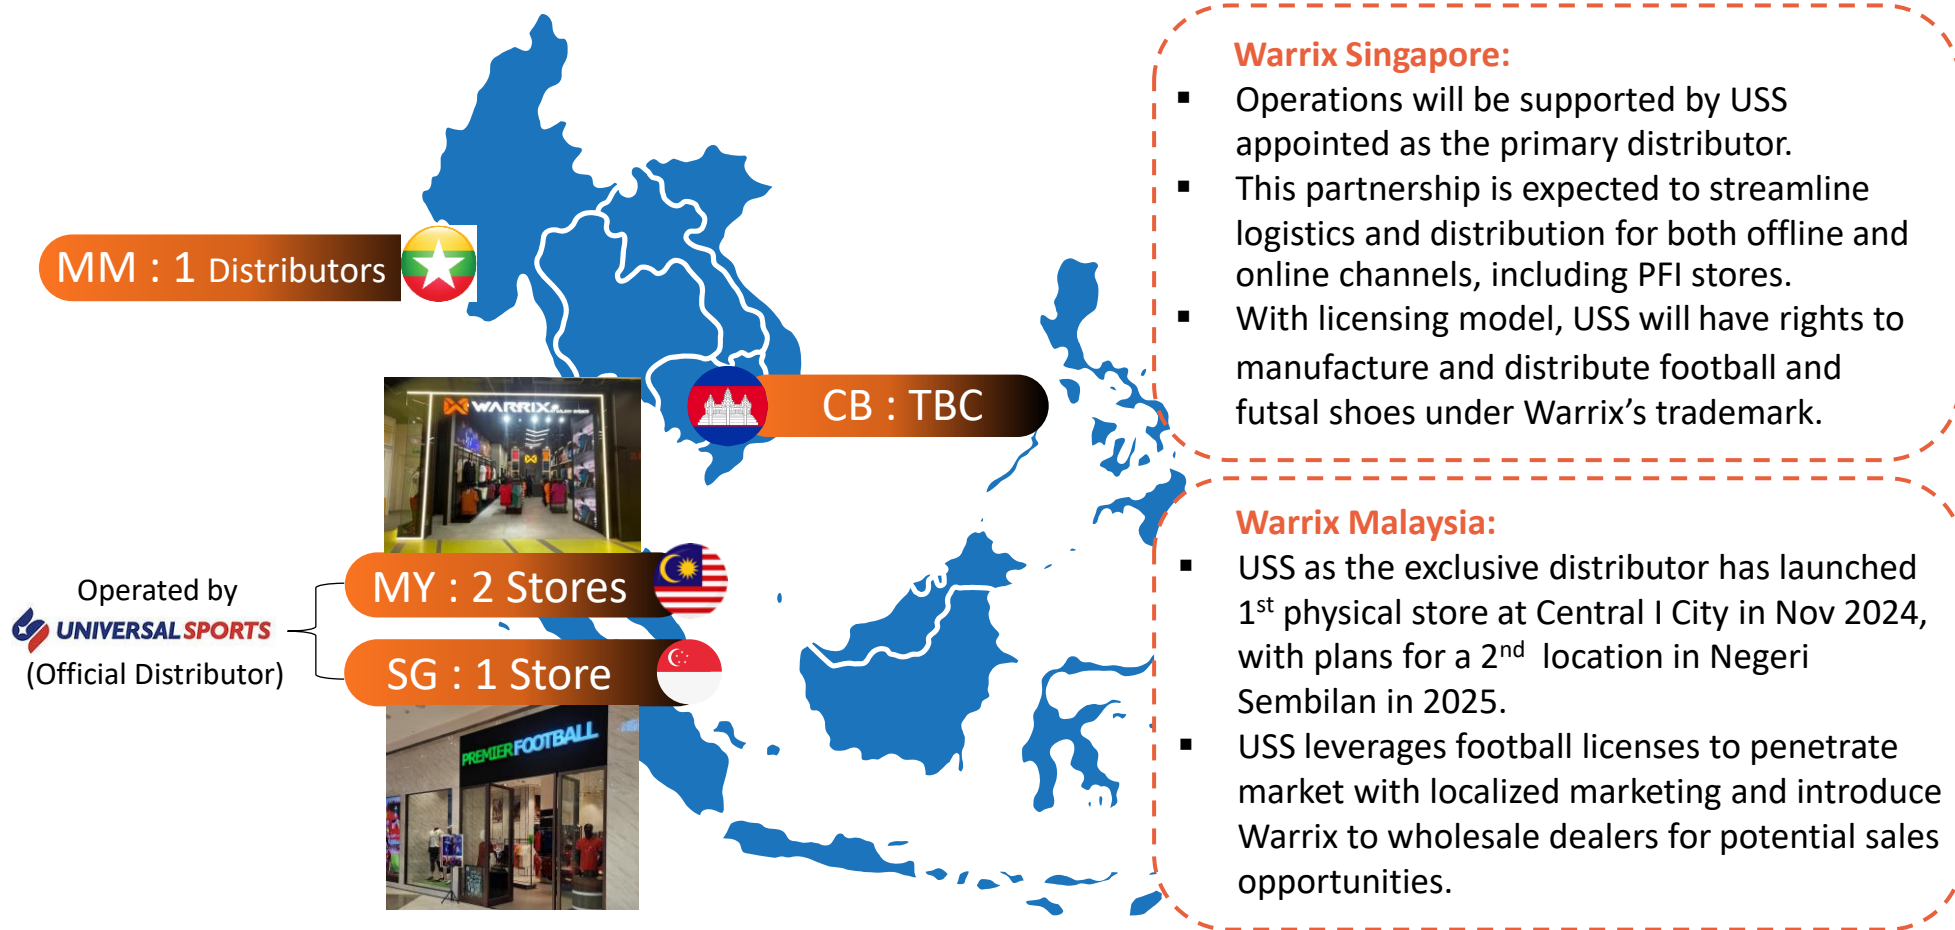 MM : 1 Distributors
CB : TBC
WARRIX
MY : 2 Stores
SG : 1 Store
Operated by
UNIVERSAL SPORTS
(Official Distributor)
PREMIER FOOTBALL
Warrix Singapore:
▪ Operations will be supported by USS
appointed as the primary distributor.
▪ This partnership is expected to streamline
logistics and distribution for both offline and
online channels, including PFI stores.
▪ With licensing model, USS will have rights to
manufacture and distribute football and
futsal shoes under Warrix’s trademark.
Warrix Malaysia:
▪ USS as the exclusive distributor has launched
1st physical store at Central I City in Nov 2024,
with plans for a 2nd location in Negeri
Sembilan in 2025.
▪ USS leverages football licenses to penetrate
market with localized marketing and introduce
Warrix to wholesale dealers for potential sales
opportunities.